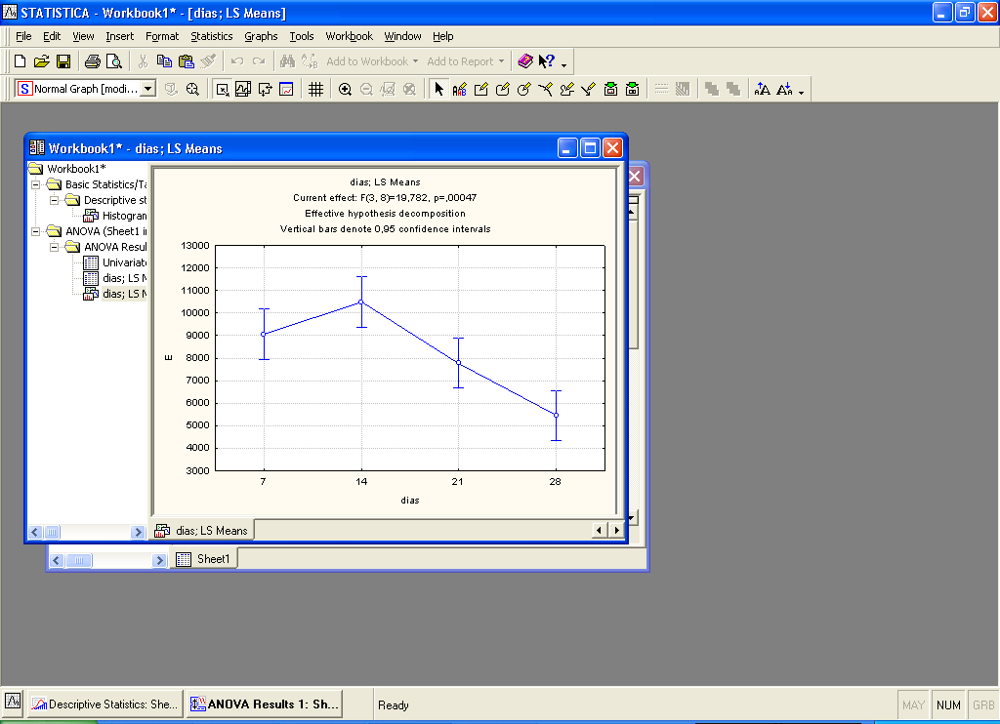 STATISTICA - Workbook1* - [dias; LS Means]
File Edit View Insert Format Statistics Graphs Tools Workbook Window Help
Add to Workbook Add to Report
Normal Graph [modi...
Workbook1* - dias; LS Means
Workbook1*
Basic Statistics/Ta
Descriptive st
Histogran
ANOVA (Sheet1 in
ANOVA Resul
Univariate
dias; LS M
dias; LS M
dias; LS Means
Current effect: F(3, 8)=19,782, p=,00047
Effective hypothesis decomposition
Vertical bars denote 0,95 confidence intervals
13000
12000
11000
10000
9000
8000
7000
6000
5000
4000
3000
E
7 14 21 28
dias
dias; LS Means
Sheet1
Descriptive Statistics: She...
ANOVA Results 1: Sh...
Ready
MAY NUM GRB